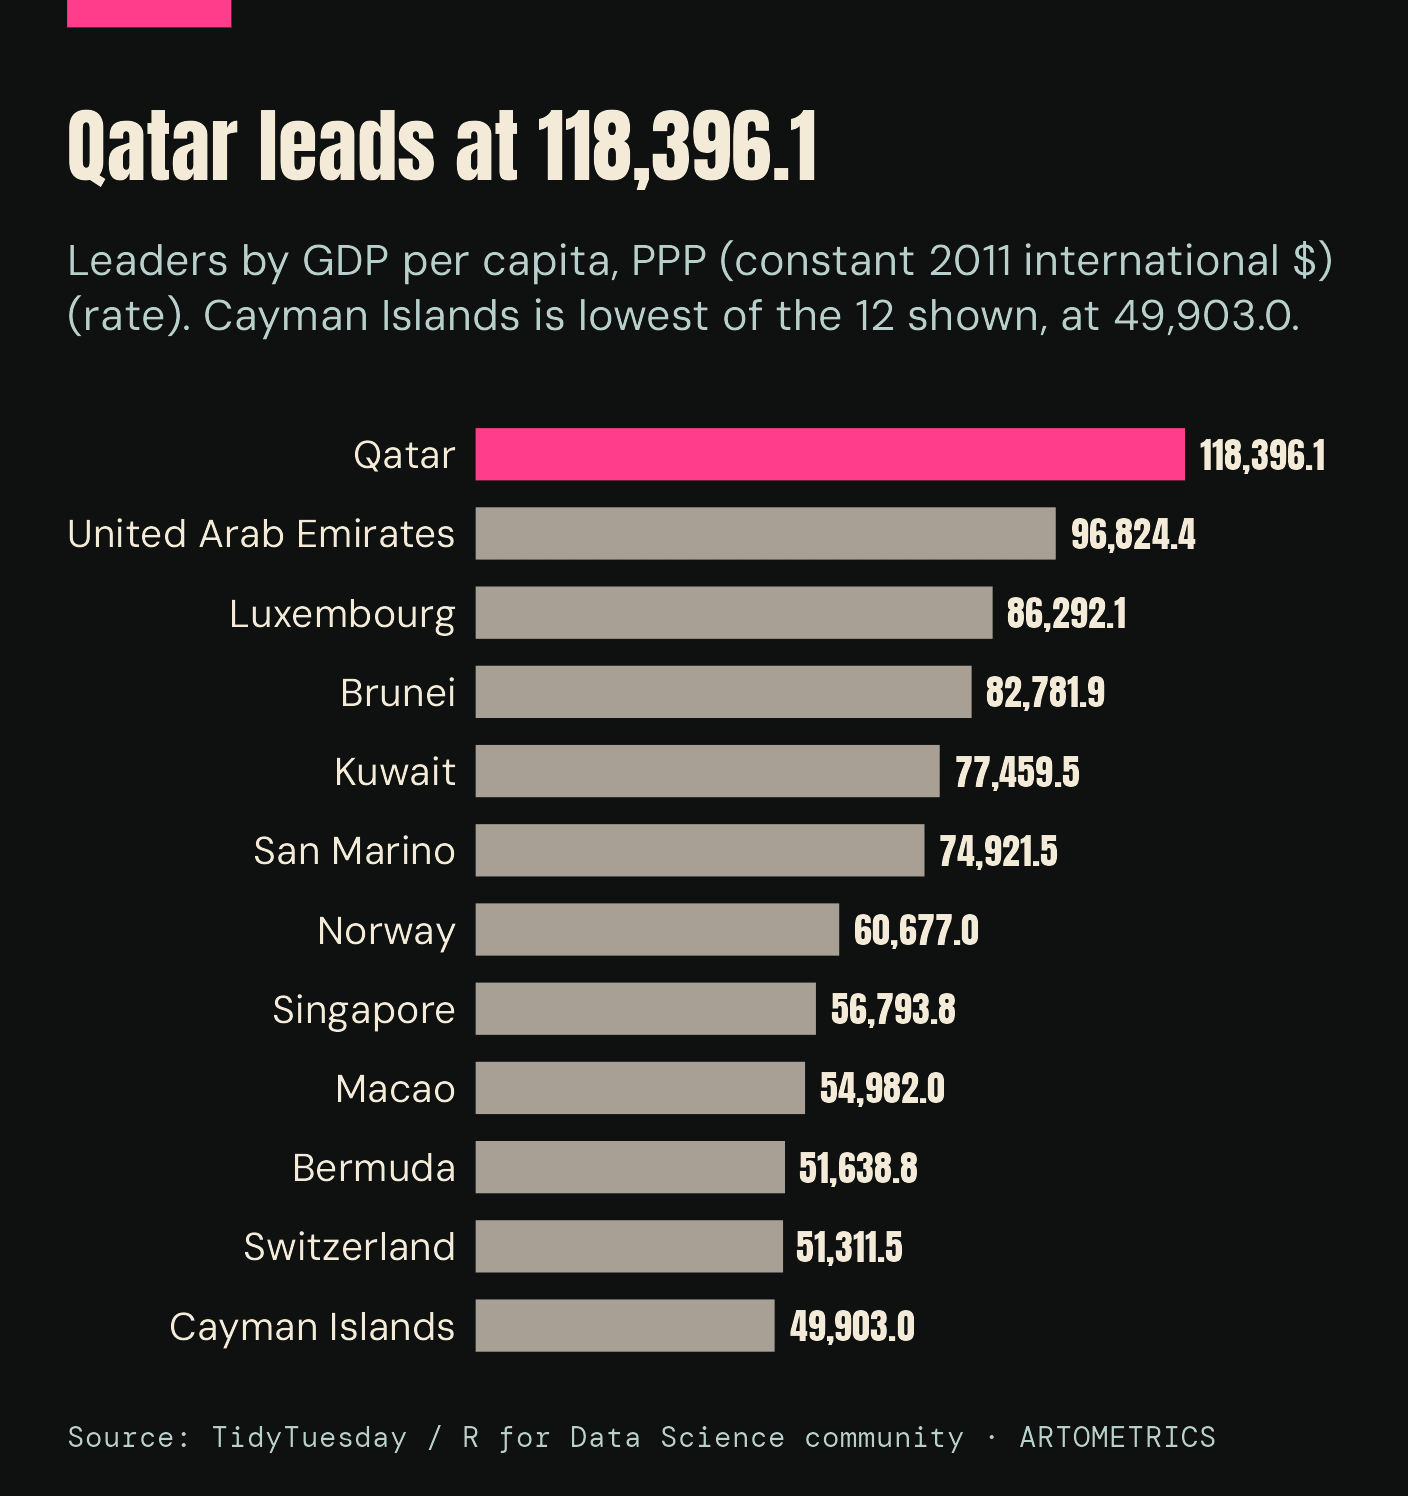 Qatar leads at 118,396.1
Leaders by GDP per capita, PPP (constant 2011 international $)
(rate). Cayman Islands is lowest of the 12 shown, at 49,903.0.
Qatar 118,396.1
United Arab Emirates 96,824.4
Luxembourg 86,292.1
Brunei 82,781.9
Kuwait 77,459.5
San Marino 74,921.5
Norway 60,677.0
Singapore 56,793.8
Macao 54,982.0
Bermuda 51,638.8
Switzerland 51,311.5
Cayman Islands 49,903.0
Source: TidyTuesday / R for Data Science community · ARTOMETRICS